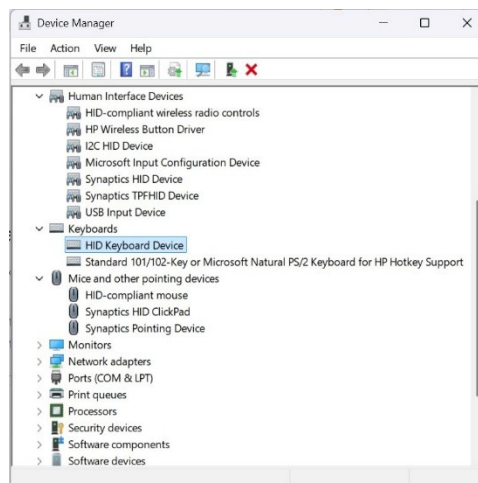 Device Manager
File Action View Help
Human Interface Devices
HID-compliant wireless radio controls
HP Wireless Button Driver
I2C HID Device
Microsoft Input Configuration Device
Synaptics HID Device
Synaptics TPFHID Device
USB Input Device
Keyboards
HID Keyboard Device
Standard 101/102-Key or Microsoft Natural PS/2 Keyboard for HP Hotkey Support
Mice and other pointing devices
HID-compliant mouse
Synaptics HID ClickPad
Synaptics Pointing Device
Monitors
Network adapters
Ports (COM & LPT)
Print queues
Processors
Security devices
Software components
Software devices